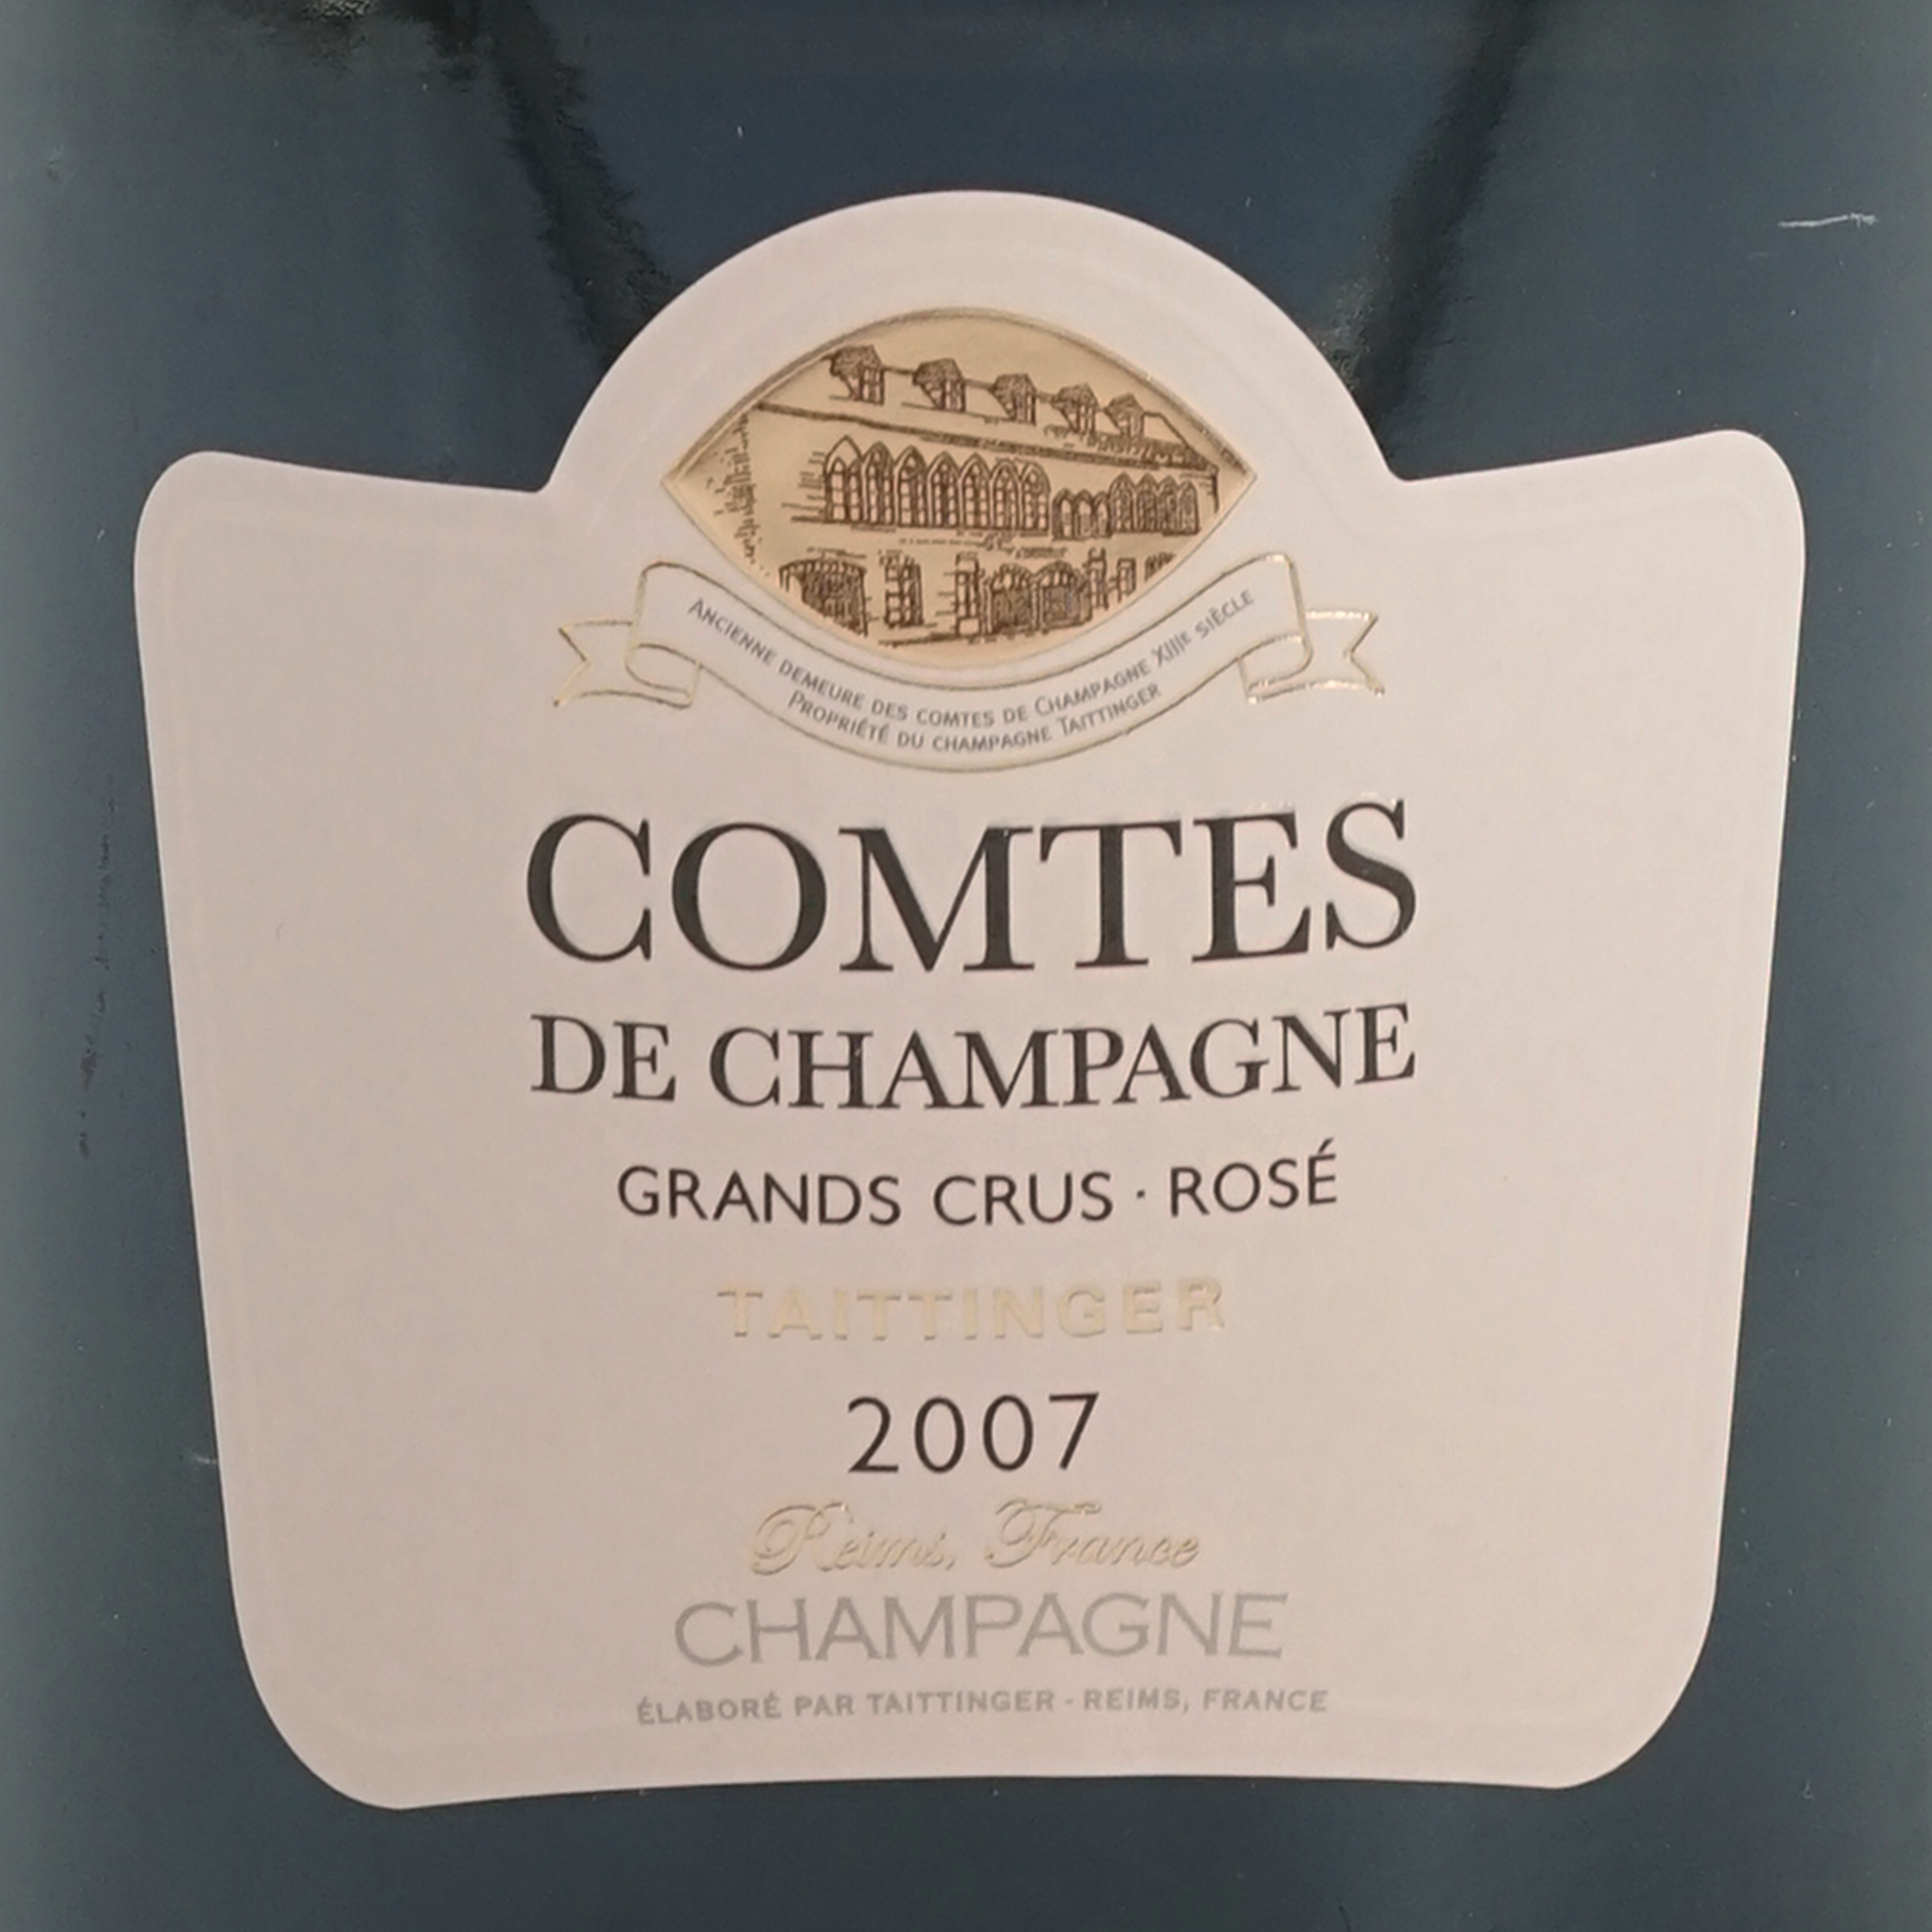 ANCIENNE DEMEURE DES COMTES DE CHAMPAGNE XIIIE SIÈCLE
PROPRIÉTÉ DU CHAMPAGNE TAITTINGER
COMTES
DE CHAMPAGNE
GRANDS CRUS · ROSÉ
TAITTINGER
2007
Reims, France
CHAMPAGNE
ÉLABORÉ PAR TAITTINGER - REIMS, FRANCE